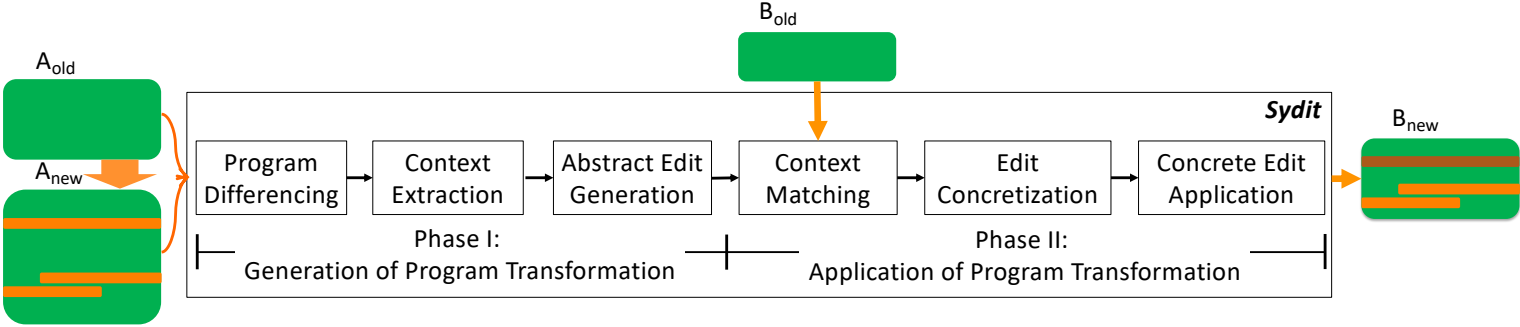 B_old
A_old
Sydit
B_new
A_new
Program
Differencing
Context
Extraction
Abstract Edit
Generation
Context
Matching
Edit
Concretization
Concrete Edit
Application
Phase I:
Generation of Program Transformation
Phase II:
Application of Program Transformation